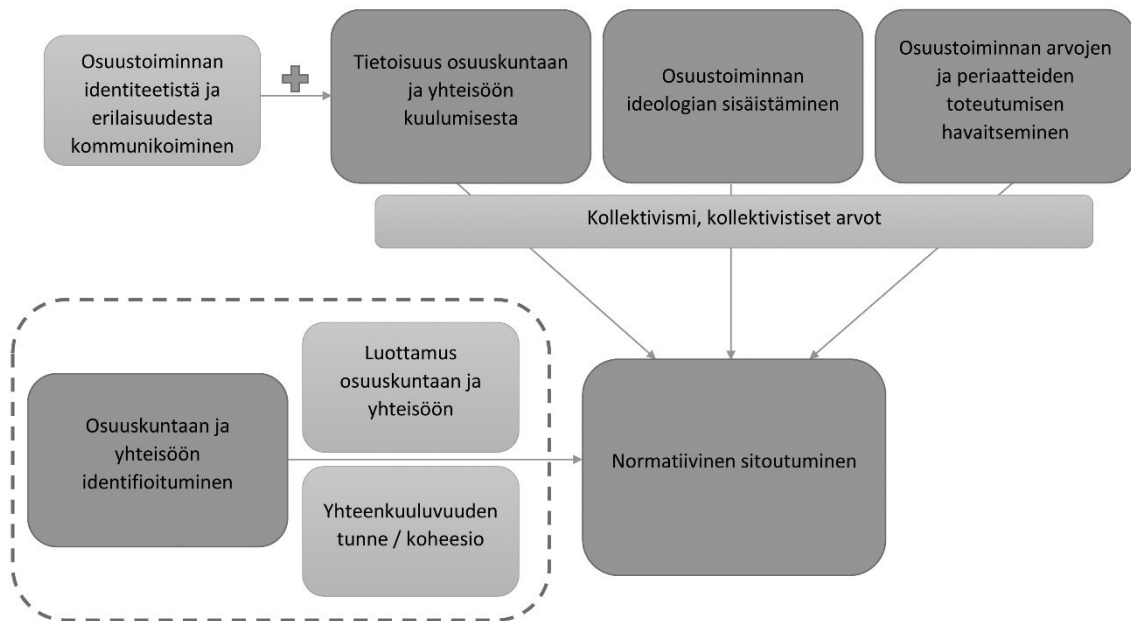 Osuustoiminnan
identiteetistä ja
erilaisuudesta
kommunikoiminen
Tietoisuus osuuskuntaan
ja yhteisöön
kuulumisesta
Osuustoiminnan
ideologian sisäistäminen
Osuustoiminnan arvojen
ja periaatteiden
toteutumisen
havaitseminen
Kollektivismi, kollektivistiset arvot
Osuuskuntaan ja
yhteisöön
identifioituminen
Luottamus
osuuskuntaan ja
yhteisöön
Yhteenkuuluvuuden
tunne / koheesio
Normatiivinen sitoutuminen